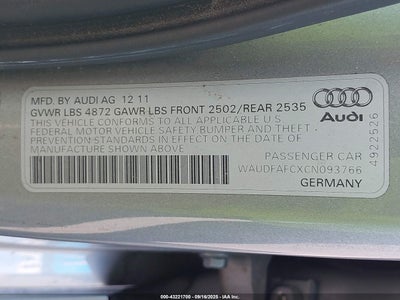 MFD. BY AUDI AG 12 11
GVWR LBS 4872 GAWR LBS FRONT 2502/REAR 2535
THIS VEHICLE CONFORMS TO ALL APPLICABLE U.S.
FEDERAL MOTOR VEHICLE SAFETY BUMPER AND THEFT
PREVENTION STANDARDS IN EFFECT ON THE DATE OF
MANUFACTURE SHOWN ABOVE
Audi
4922526
PASSENGER CAR
WAUDFAFCXCN093766
GERMANY
000-43221700 - 09/16/2025 - IAAI.COM